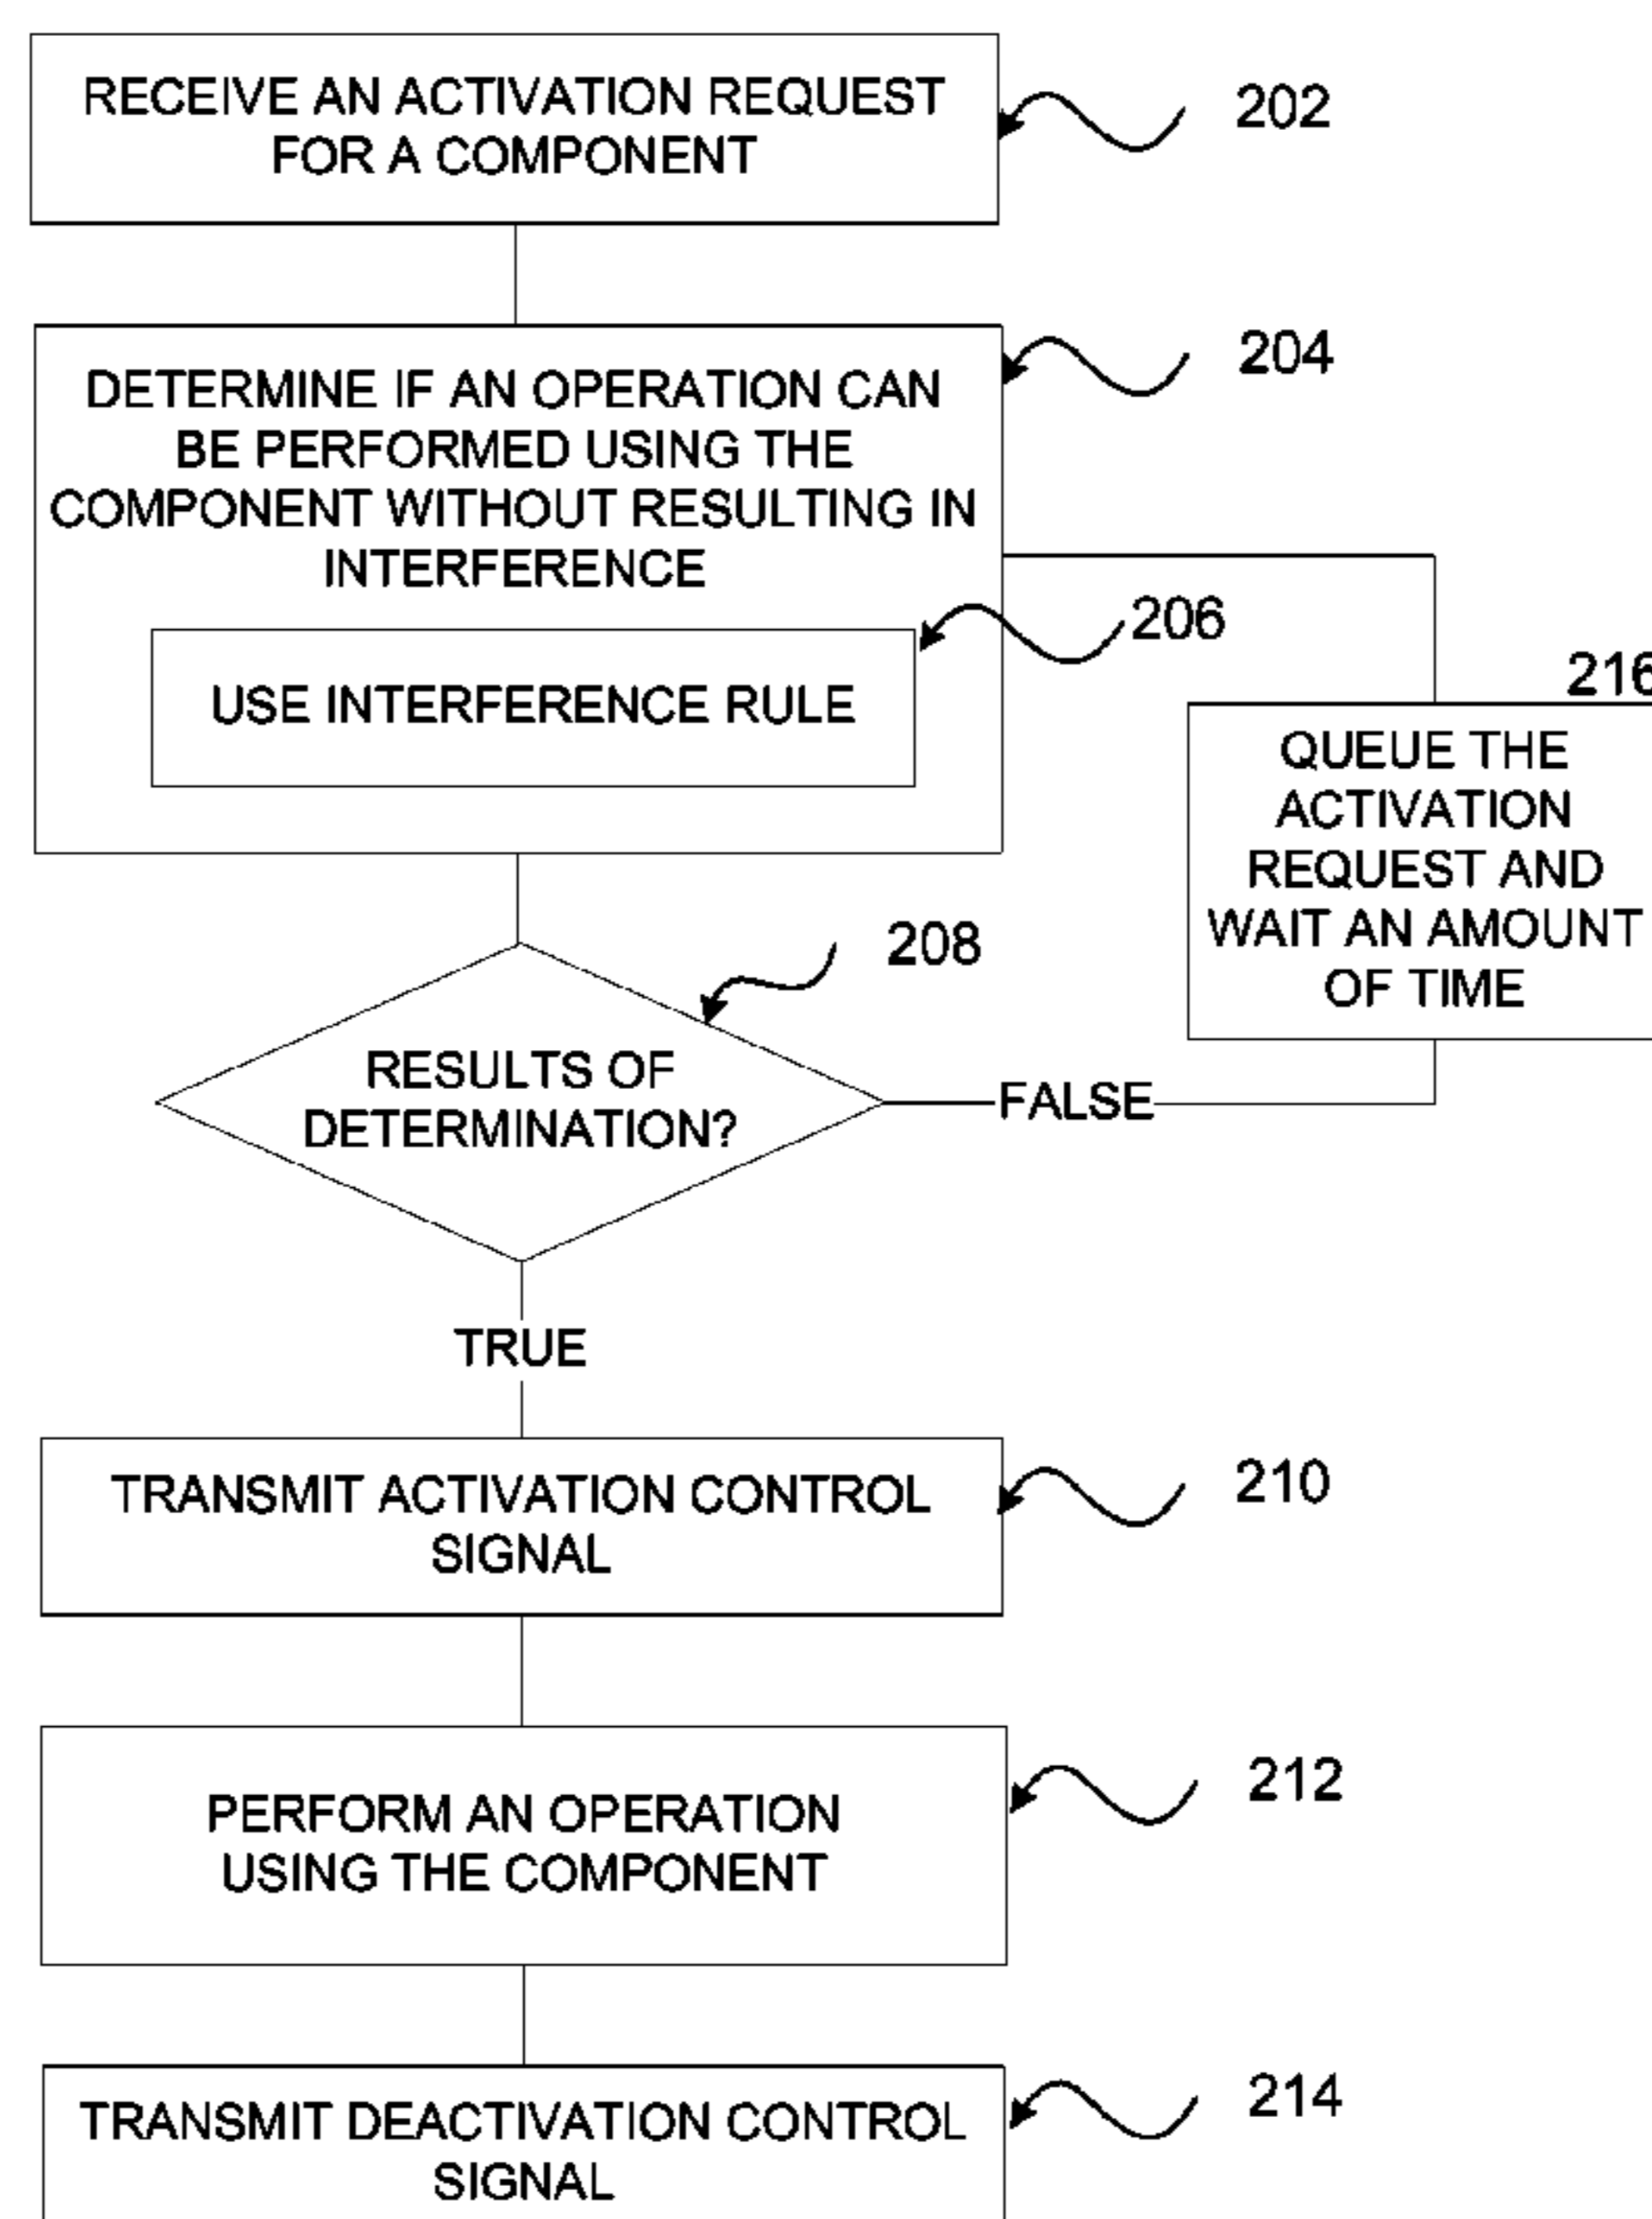 RECEIVE AN ACTIVATION REQUEST
FOR A COMPONENT
202
DETERMINE IF AN OPERATION CAN
BE PERFORMED USING THE
COMPONENT WITHOUT RESULTING IN
INTERFERENCE
204
USE INTERFERENCE RULE
206
216
QUEUE THE
ACTIVATION
REQUEST AND
WAIT AN AMOUNT
OF TIME
208
RESULTS OF
DETERMINATION?
FALSE
TRUE
TRANSMIT ACTIVATION CONTROL
SIGNAL
210
PERFORM AN OPERATION
USING THE COMPONENT
212
TRANSMIT DEACTIVATION CONTROL
SIGNAL
214